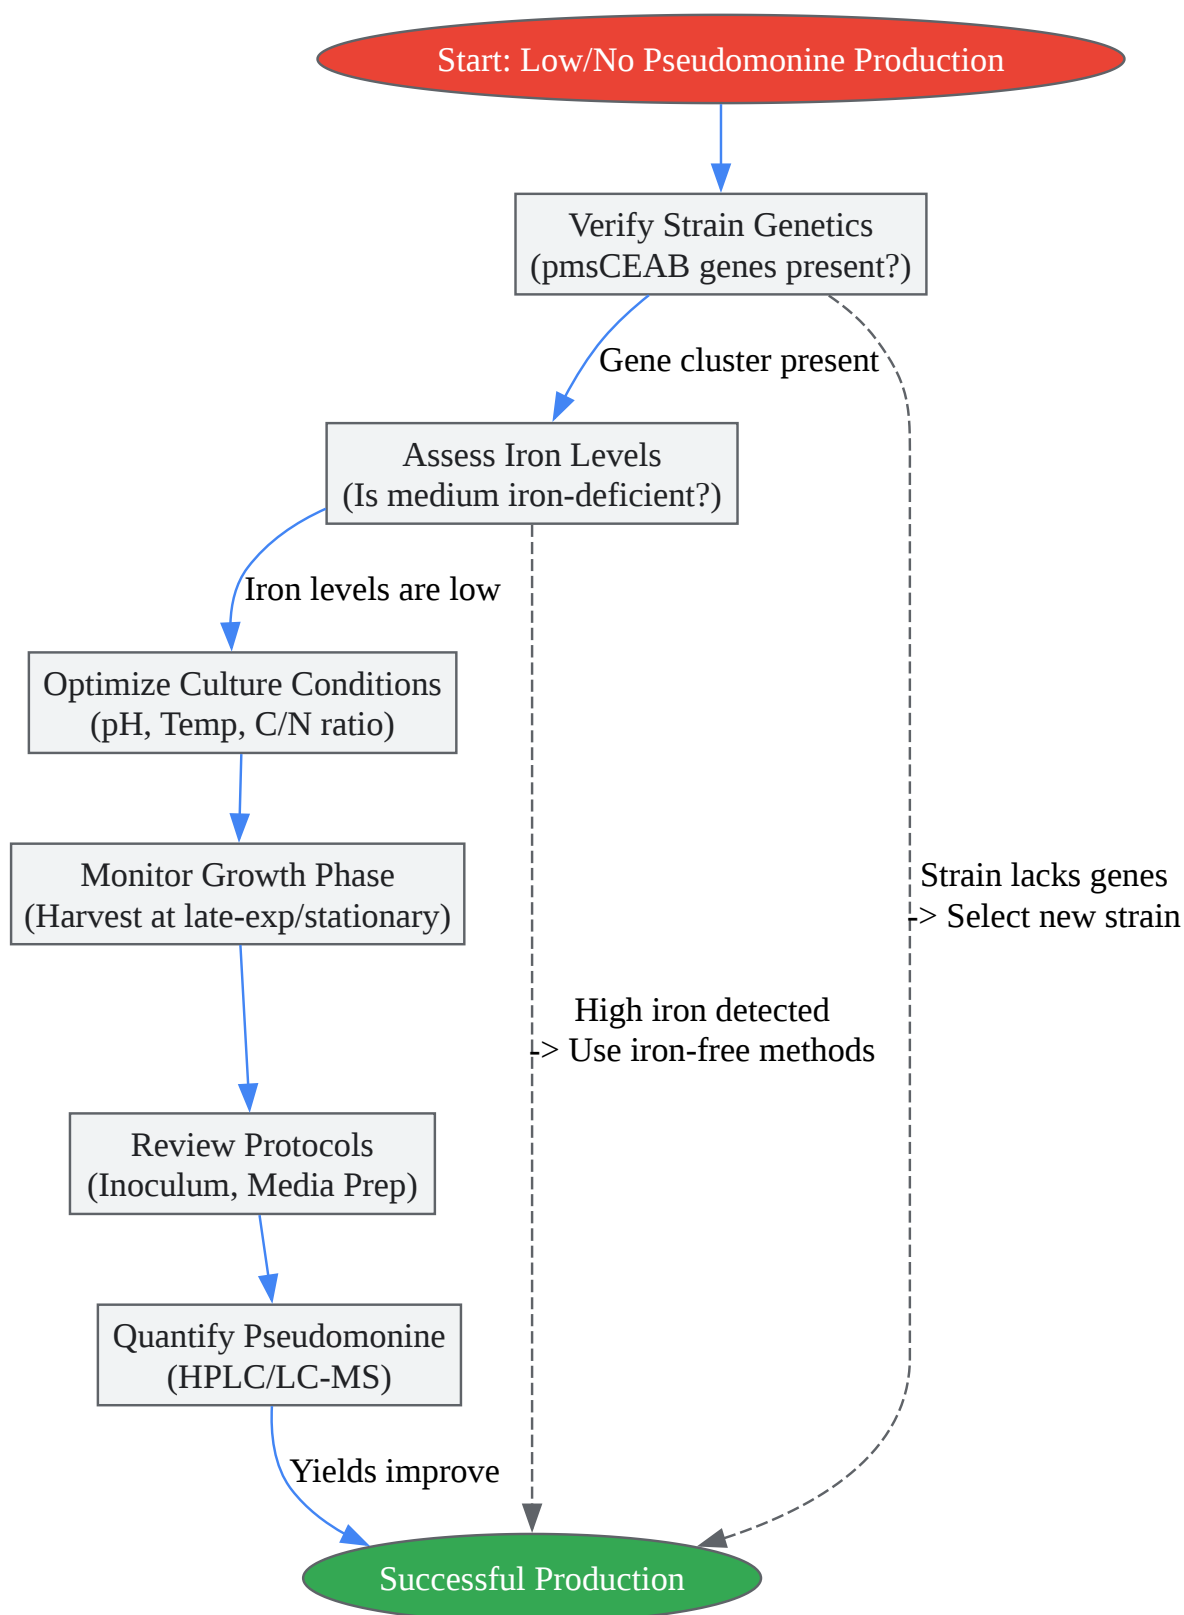 Start: Low/No Pseudomonine Production
Verify Strain Genetics
(pmsCEAB genes present?)
Gene cluster present
Assess Iron Levels
(Is medium iron-deficient?)
Iron levels are low
Optimize Culture Conditions
(pH, Temp, C/N ratio)
Monitor Growth Phase
(Harvest at late-exp/stationary)
Strain lacks genes
-> Select new strain
High iron detected
-> Use iron-free methods
Review Protocols
(Inoculum, Media Prep)
Quantify Pseudomonine
(HPLC/LC-MS)
Yields improve
Successful Production